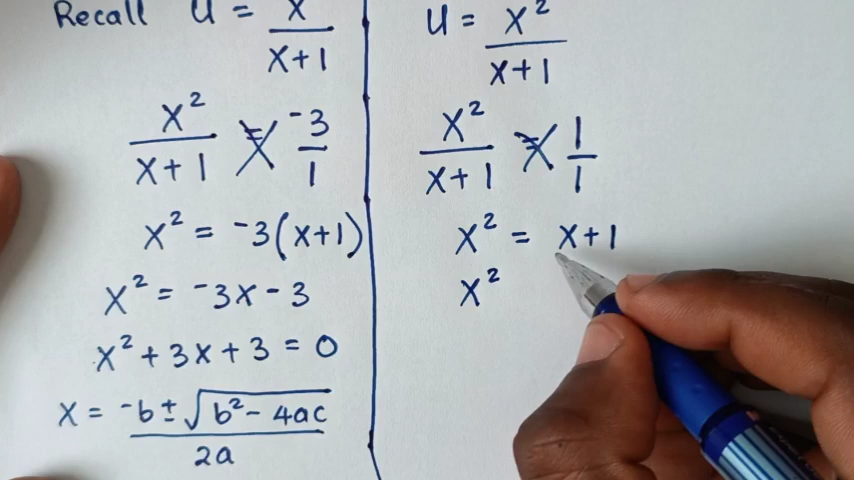 Recall U = x/x+1
x²/x+1 = -3/1
x² = -3(x+1)
x² = -3x - 3
x² + 3x + 3 = 0
x = -b ± √b² - 4ac/2a
U = x²/x+1
x²/x+1 = 1/1
x² = x+1
x²